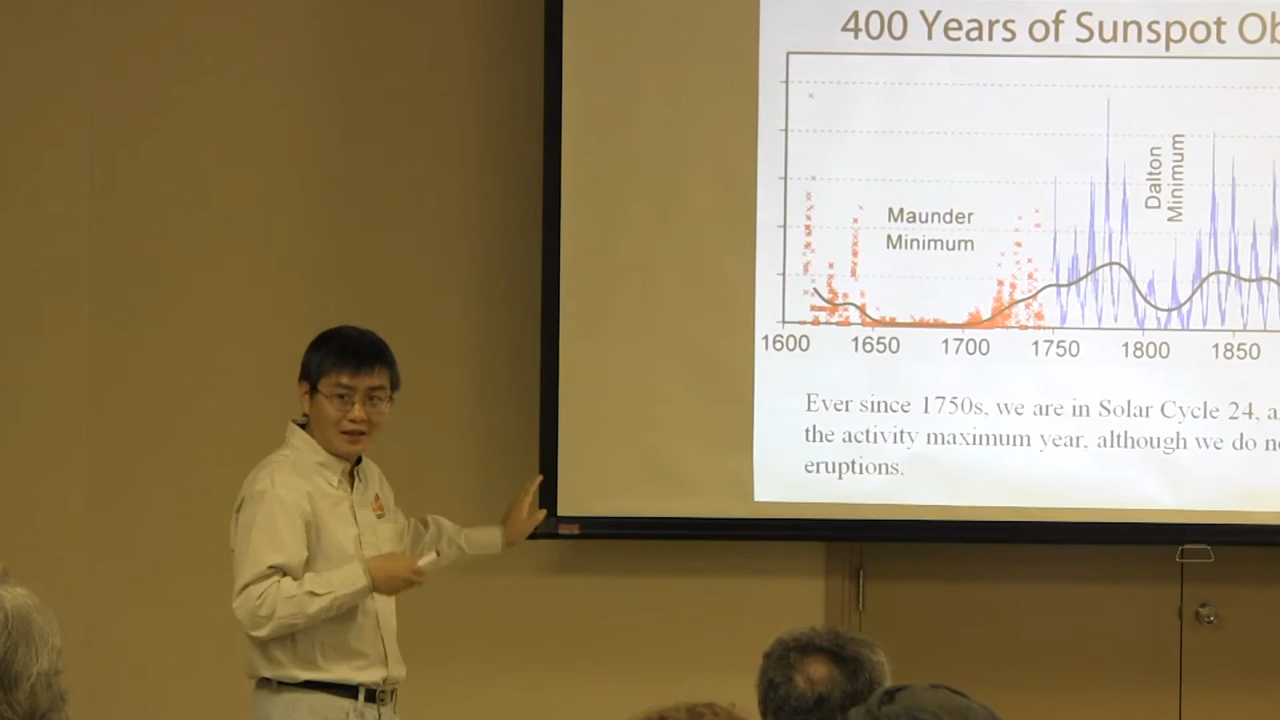 400 Years of Sunspot Ob
Dalton
Minimum
Maunder
Minimum
1600 1650 1700 1750 1800 1850
Ever since 1750s, we are in Solar Cycle 24, a
the activity maximum year, although we do no
eruptions.